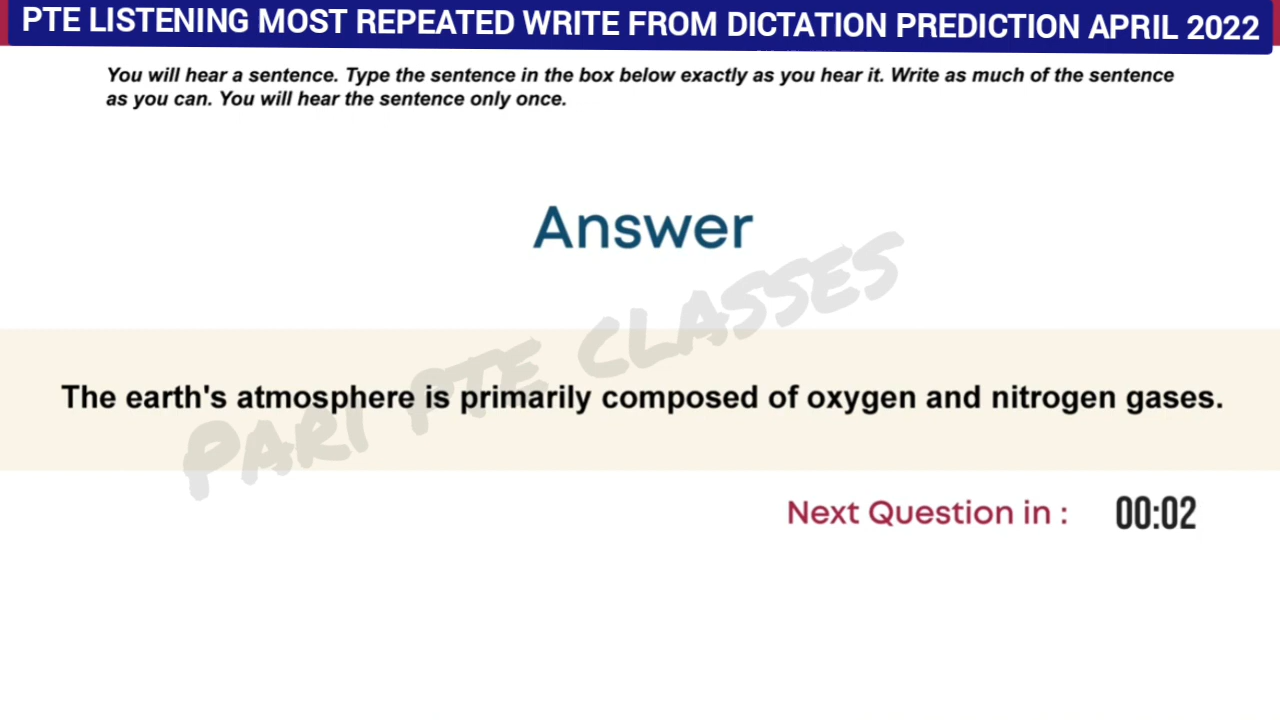 PTE LISTENING MOST REPEATED WRITE FROM DICTATION PREDICTION APRIL 2022
You will hear a sentence. Type the sentence in the box below exactly as you hear it. Write as much of the sentence
as you can. You will hear the sentence only once.
Answer
PARI PTE CLASSES
The earth's atmosphere is primarily composed of oxygen and nitrogen gases.
Next Question in : 00:02